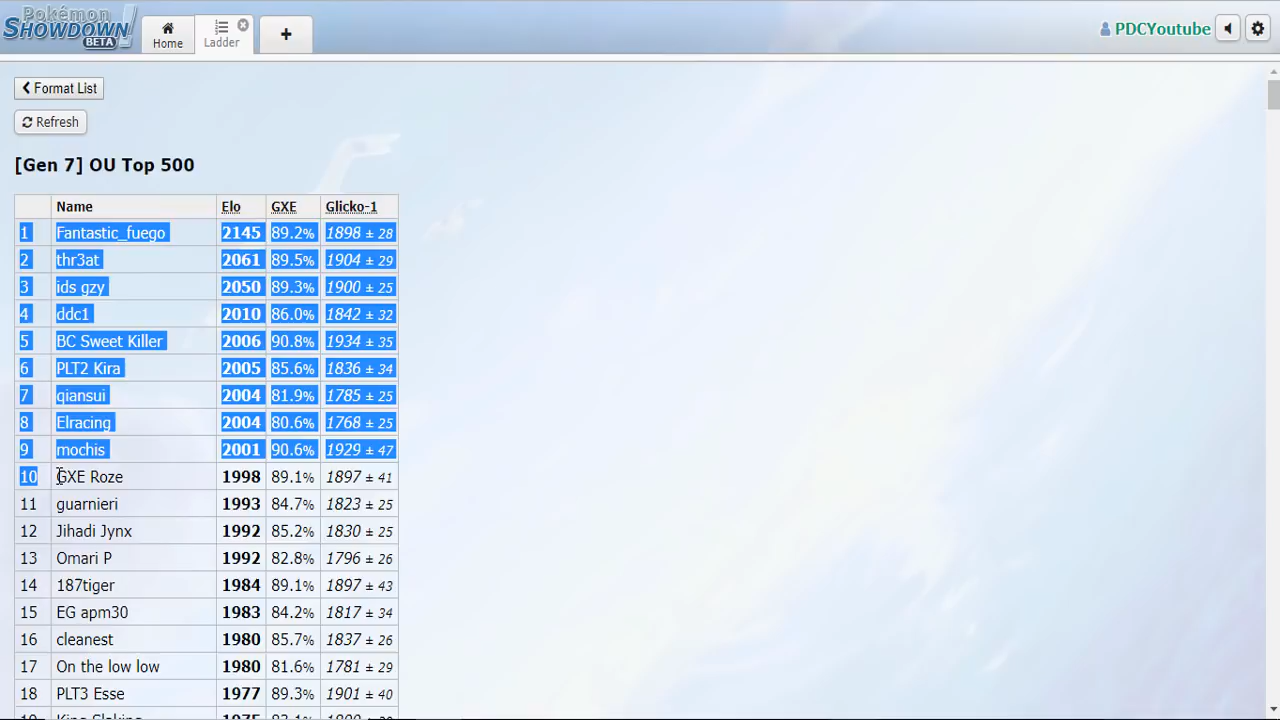 Pokémon
SHOWDOWN!
BETA
Home
Ladder
+
PDCYoutube
Format List
Refresh
[Gen 7] OU Top 500
Name Elo GXE Glicko-1
1 Fantastic_fuego 2145 89.2% 1898 ± 28
2 thr3at 2061 89.5% 1904 ± 29
3 ids gzy 2050 89.3% 1900 ± 25
4 ddc1 2010 86.0% 1842 ± 32
5 BC Sweet Killer 2006 90.8% 1934 ± 35
6 PLT2 Kira 2005 85.6% 1836 ± 34
7 qiansui 2004 81.9% 1785 ± 25
8 Elracing 2004 80.6% 1768 ± 25
9 mochis 2001 90.6% 1929 ± 47
10 GXE Roze 1998 89.1% 1897 ± 41
11 guarnieri 1993 84.7% 1823 ± 25
12 Jihadi Jynx 1992 85.2% 1830 ± 25
13 Omari P 1992 82.8% 1796 ± 26
14 187tiger 1984 89.1% 1897 ± 43
15 EG apm30 1983 84.2% 1817 ± 34
16 cleanest 1980 85.7% 1837 ± 26
17 On the low low 1980 81.6% 1781 ± 29
18 PLT3 Esse 1977 89.3% 1901 ± 40